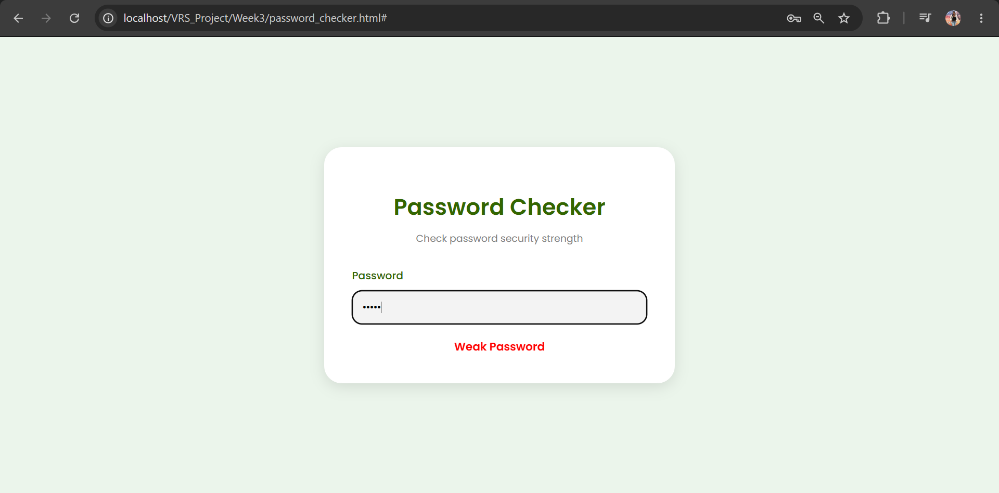 localhost/VRS_Project/Week3/password_checker.html#
Password Checker
Check password security strength
Password
•••••
Weak Password